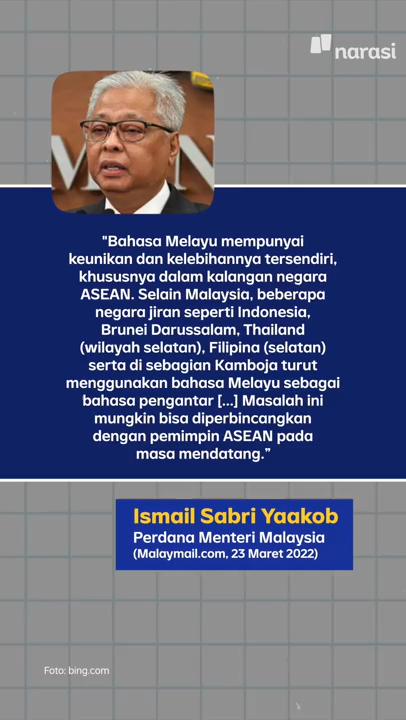 narasi
"Bahasa Melayu mempunyai
keunikan dan kelebihannya tersendiri,
khususnya dalam kalangan negara
ASEAN. Selain Malaysia, beberapa
negara jiran seperti Indonesia,
Brunei Darussalam, Thailand
(wilayah selatan), Filipina (selatan)
serta di sebagian Kamboja turut
menggunakan bahasa Melayu sebagai
bahasa pengantar [...] Masalah ini
mungkin bisa diperbincangkan
dengan pemimpin ASEAN pada
masa mendatang.”
Ismail Sabri Yaakob
Perdana Menteri Malaysia
(Malaymail.com, 23 Maret 2022)
Foto: bing.com